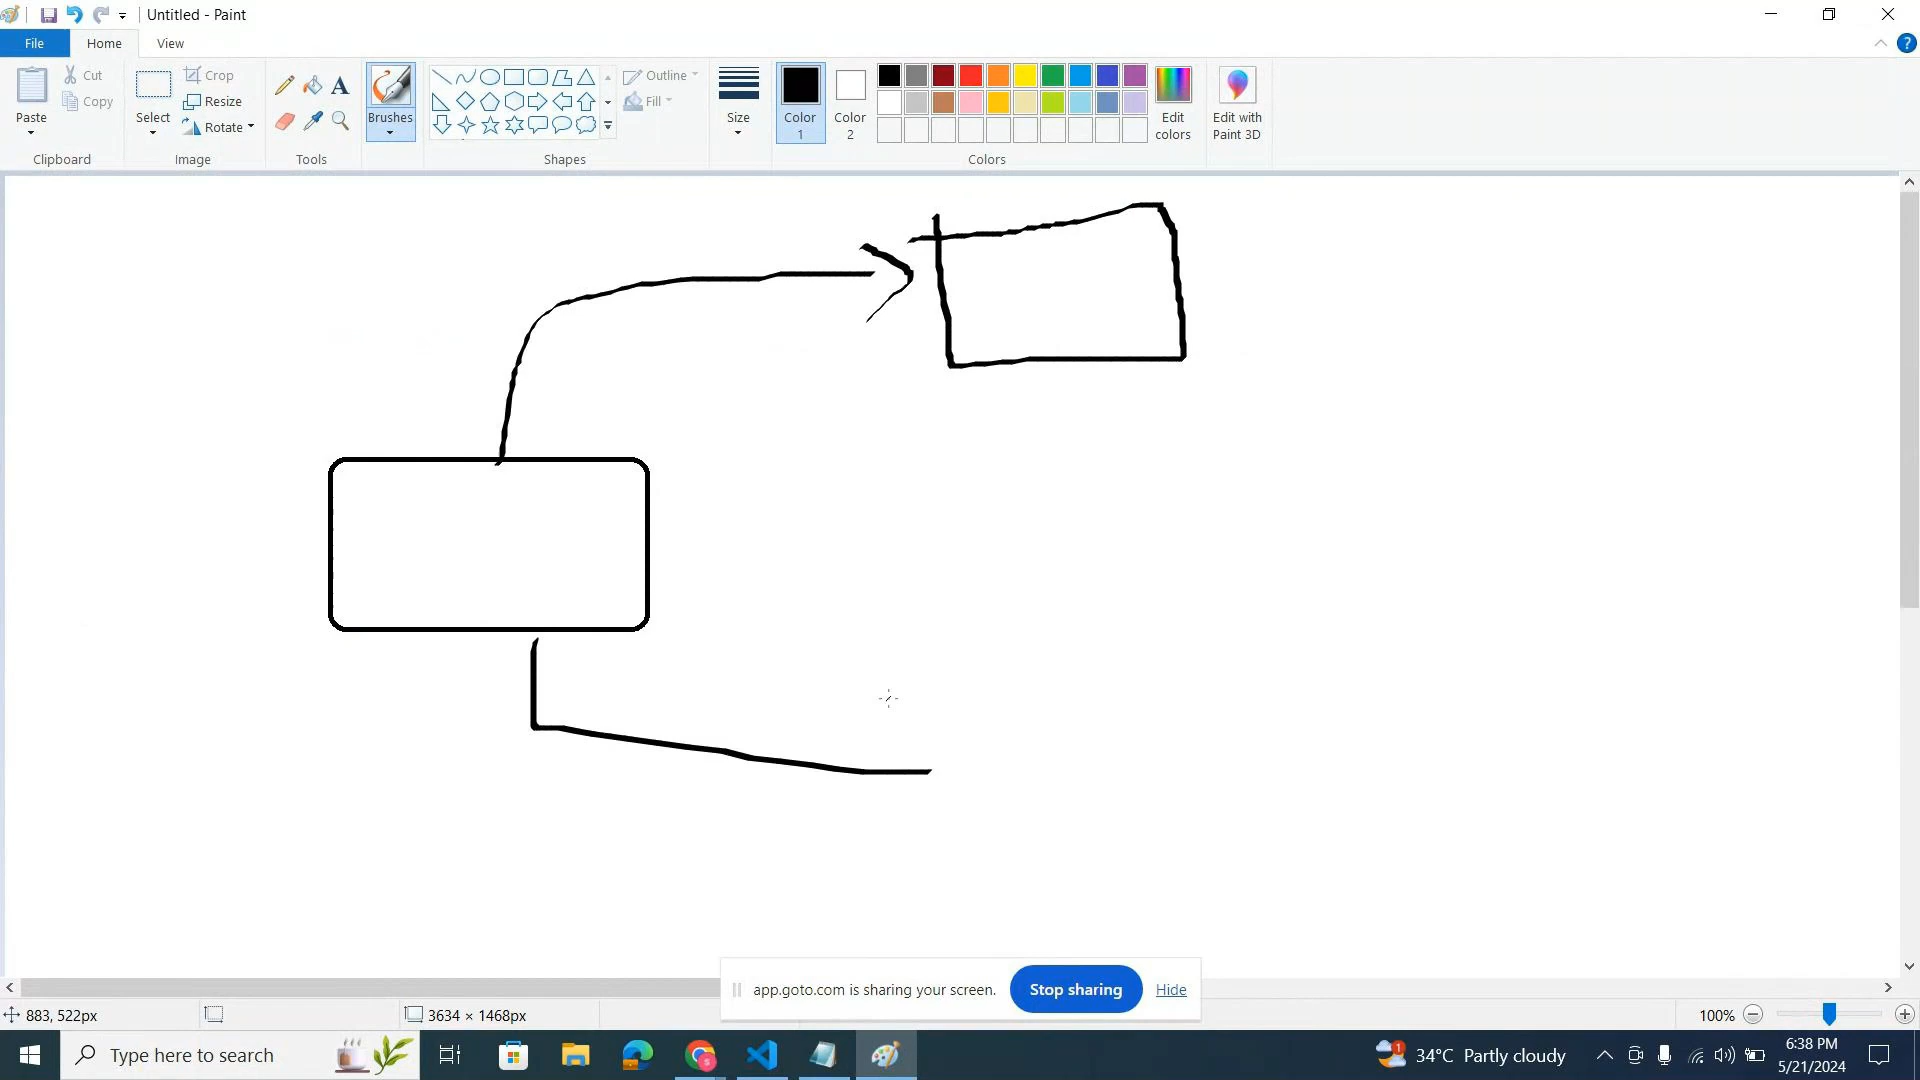 Untitled - Paint
File Home View
Paste
Cut
Copy
Clipboard
Select
Crop
Resize
Rotate
Image
Tools
Brushes
Shapes
Outline
Fill
Size
Color 1
Color 2
Edit colors
Colors
Edit with Paint 3D
app.goto.com is sharing your screen. Stop sharing Hide
883, 522px 3634 × 1468px 100%
Type here to search
34°C Partly cloudy
6:38 PM
5/21/2024